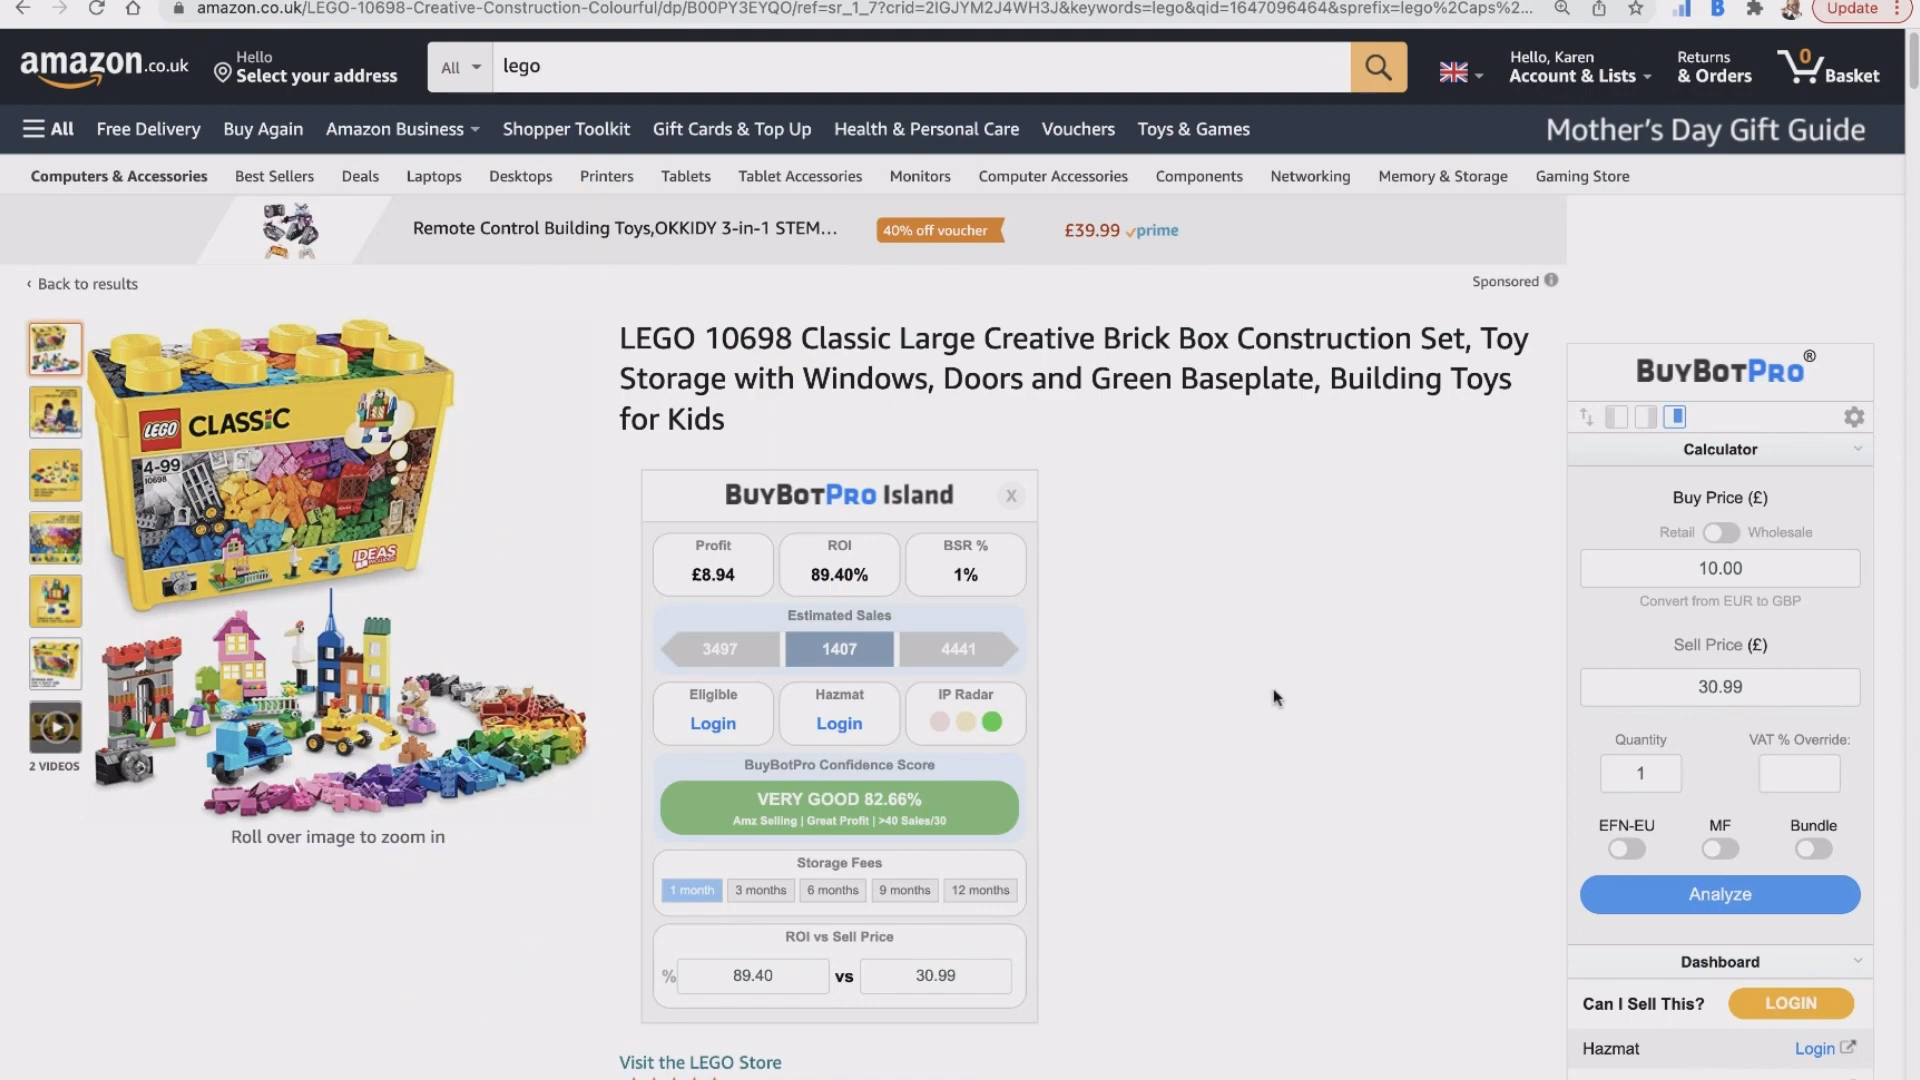 amazon.co.uk/LEGO-10698-Creative-Construction-Colourful/dp/B00PY3EYQO/ref=sr_1_7?crid=2IGJYM2J4WH3J&keywords=lego&qid=1647096464&sprefix=lego%2Caps%2...
Update
amazon.co.uk
Hello
Select your address
All
lego
Hello, Karen
Account & Lists
Returns
& Orders
0
Basket
All
Free Delivery
Buy Again
Amazon Business
Shopper Toolkit
Gift Cards & Top Up
Health & Personal Care
Vouchers
Toys & Games
Mother's Day Gift Guide
Computers & Accessories
Best Sellers
Deals
Laptops
Desktops
Printers
Tablets
Tablet Accessories
Monitors
Computer Accessories
Components
Networking
Memory & Storage
Gaming Store
Remote Control Building Toys,OKKIDY 3-in-1 STEM...
40% off voucher
£39.99 prime
‹ Back to results
Sponsored
LEGO 10698 Classic Large Creative Brick Box Construction Set, Toy
Storage with Windows, Doors and Green Baseplate, Building Toys
for Kids
LEGO CLASSIC
4-99
10698
IDEAS
INCLUDED
2 VIDEOS
Roll over image to zoom in
BUYBOTPRO Island
X
Profit
£8.94
ROI
89.40%
BSR %
1%
Estimated Sales
3497
1407
4441
Eligible
Login
Hazmat
Login
IP Radar
BuyBotPro Confidence Score
VERY GOOD 82.66%
Amz Selling | Great Profit | >40 Sales/30
Storage Fees
1 month
3 months
6 months
9 months
12 months
ROI vs Sell Price
%
89.40
vs
30.99
Visit the LEGO Store
BUYBOTPRO®
Calculator
Buy Price (£)
Retail
Wholesale
10.00
Convert from EUR to GBP
Sell Price (£)
30.99
Quantity
VAT % Override:
1
EFN-EU
MF
Bundle
Analyze
Dashboard
Can I Sell This?
LOGIN
Hazmat
Login